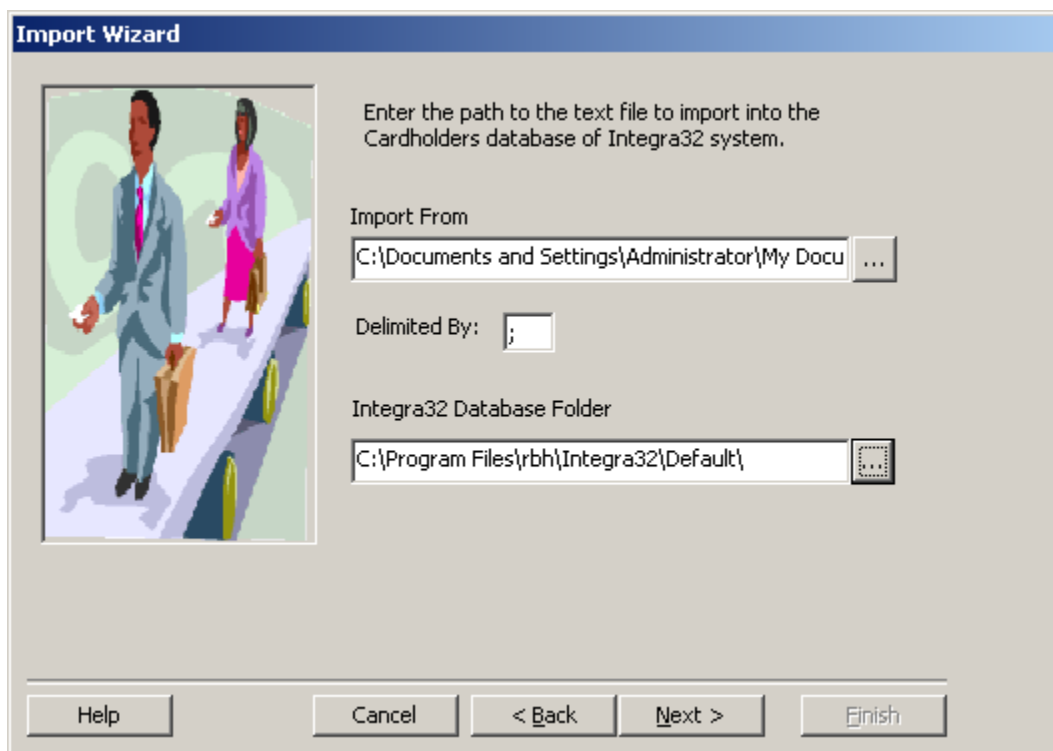 Import Wizard
Enter the path to the text file to import into the
Cardholders database of Integra32 system.
Import From
C:\Documents and Settings\Administrator\My Docu ...
Delimited By: ;
Integra32 Database Folder
C:\Program Files\rbh\Integra32\Default\ ...
Help Cancel < Back Next > Finish